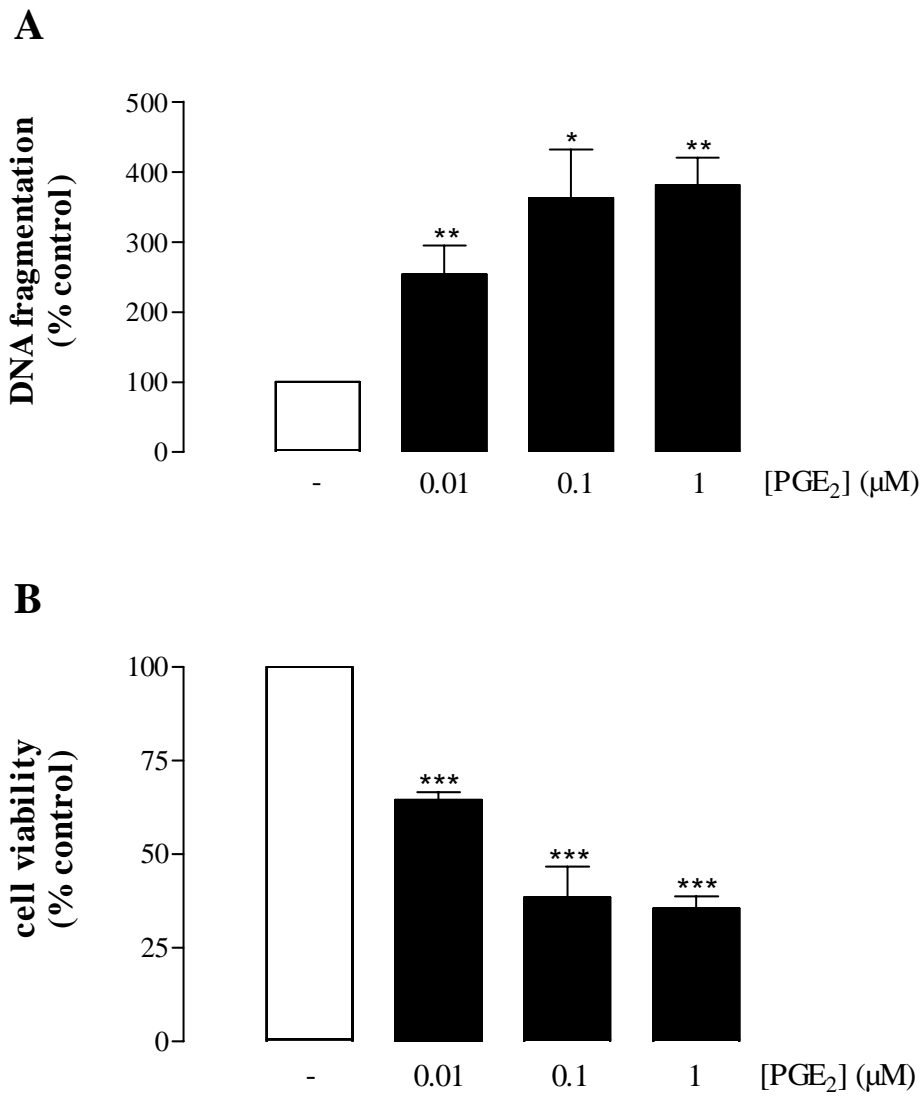 A
DNA fragmentation
(% control)
500
400
300
200
100
0
**
*
**
- 0.01 0.1 1 [PGE₂] (μM)
B
cell viability
(% control)
100
75
50
25
0
***
***
***
- 0.01 0.1 1 [PGE₂] (μM)